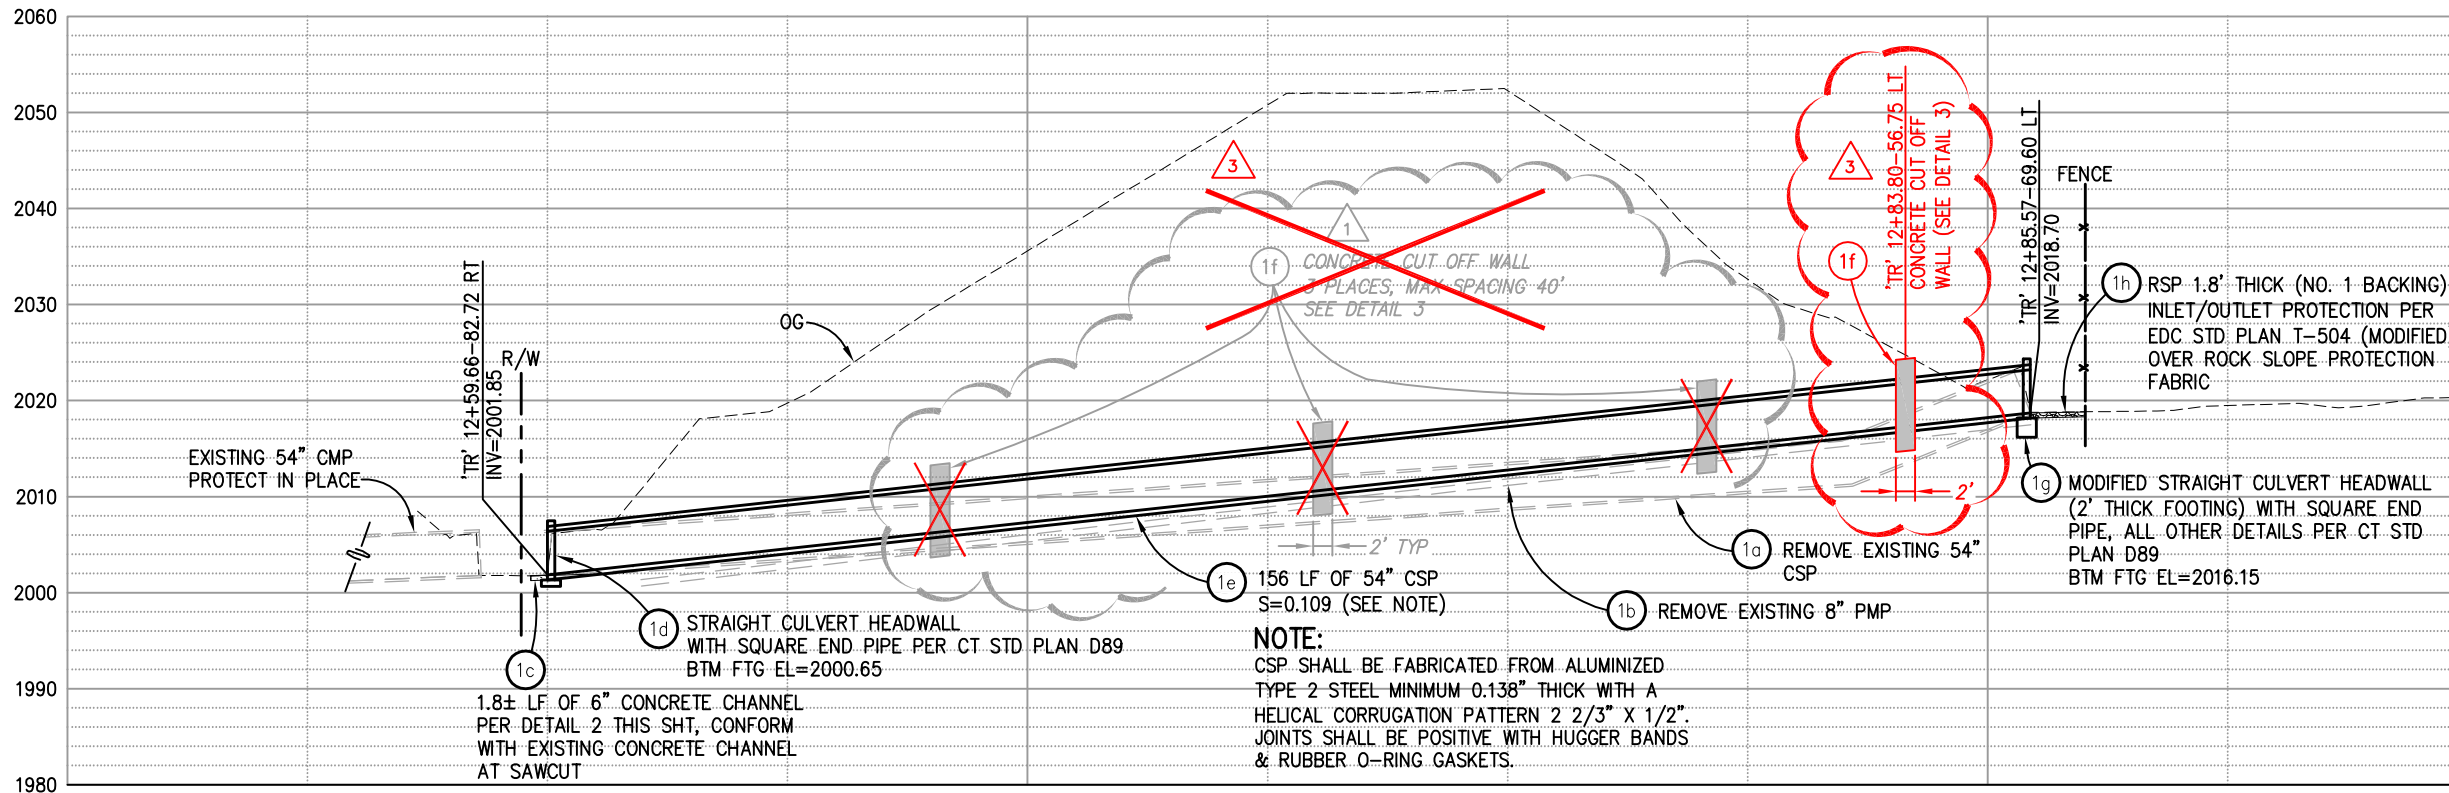 2060
2050
2040
2030
2020
2010
2000
1990
1980
EXISTING 54" CMP
PROTECT IN PLACE
'TR' 12+59.66-82.72 RT
INV=2001.85
R/W
OG
3
1
1f
CONCRETE CUT OFF WALL
3 PLACES, MAX SPACING 40'
SEE DETAIL 3
2' TYP
3
1f
'TR' 12+83.80-56.75 LT
CONCRETE CUT OFF
WALL (SEE DETAIL 3)
2'
'TR' 12+85.57-69.60 LT
INV=2018.70
FENCE
1h
RSP 1.8' THICK (NO. 1 BACKING)
INLET/OUTLET PROTECTION PER
EDC STD PLAN T-504 (MODIFIED)
OVER ROCK SLOPE PROTECTION
FABRIC
1g
MODIFIED STRAIGHT CULVERT HEADWALL
(2' THICK FOOTING) WITH SQUARE END
PIPE, ALL OTHER DETAILS PER CT STD
PLAN D89
BTM FTG EL=2016.15
1a
REMOVE EXISTING 54"
CSP
1b
REMOVE EXISTING 8" PMP
1e
156 LF OF 54" CSP
S=0.109 (SEE NOTE)
1d
STRAIGHT CULVERT HEADWALL
WITH SQUARE END PIPE PER CT STD PLAN D89
BTM FTG EL=2000.65
1c
1.8± LF OF 6" CONCRETE CHANNEL
PER DETAIL 2 THIS SHT, CONFORM
WITH EXISTING CONCRETE CHANNEL
AT SAWCUT
NOTE:
CSP SHALL BE FABRICATED FROM ALUMINIZED
TYPE 2 STEEL MINIMUM 0.138" THICK WITH A
HELICAL CORRUGATION PATTERN 2 2/3" X 1/2".
JOINTS SHALL BE POSITIVE WITH HUGGER BANDS
& RUBBER O-RING GASKETS.